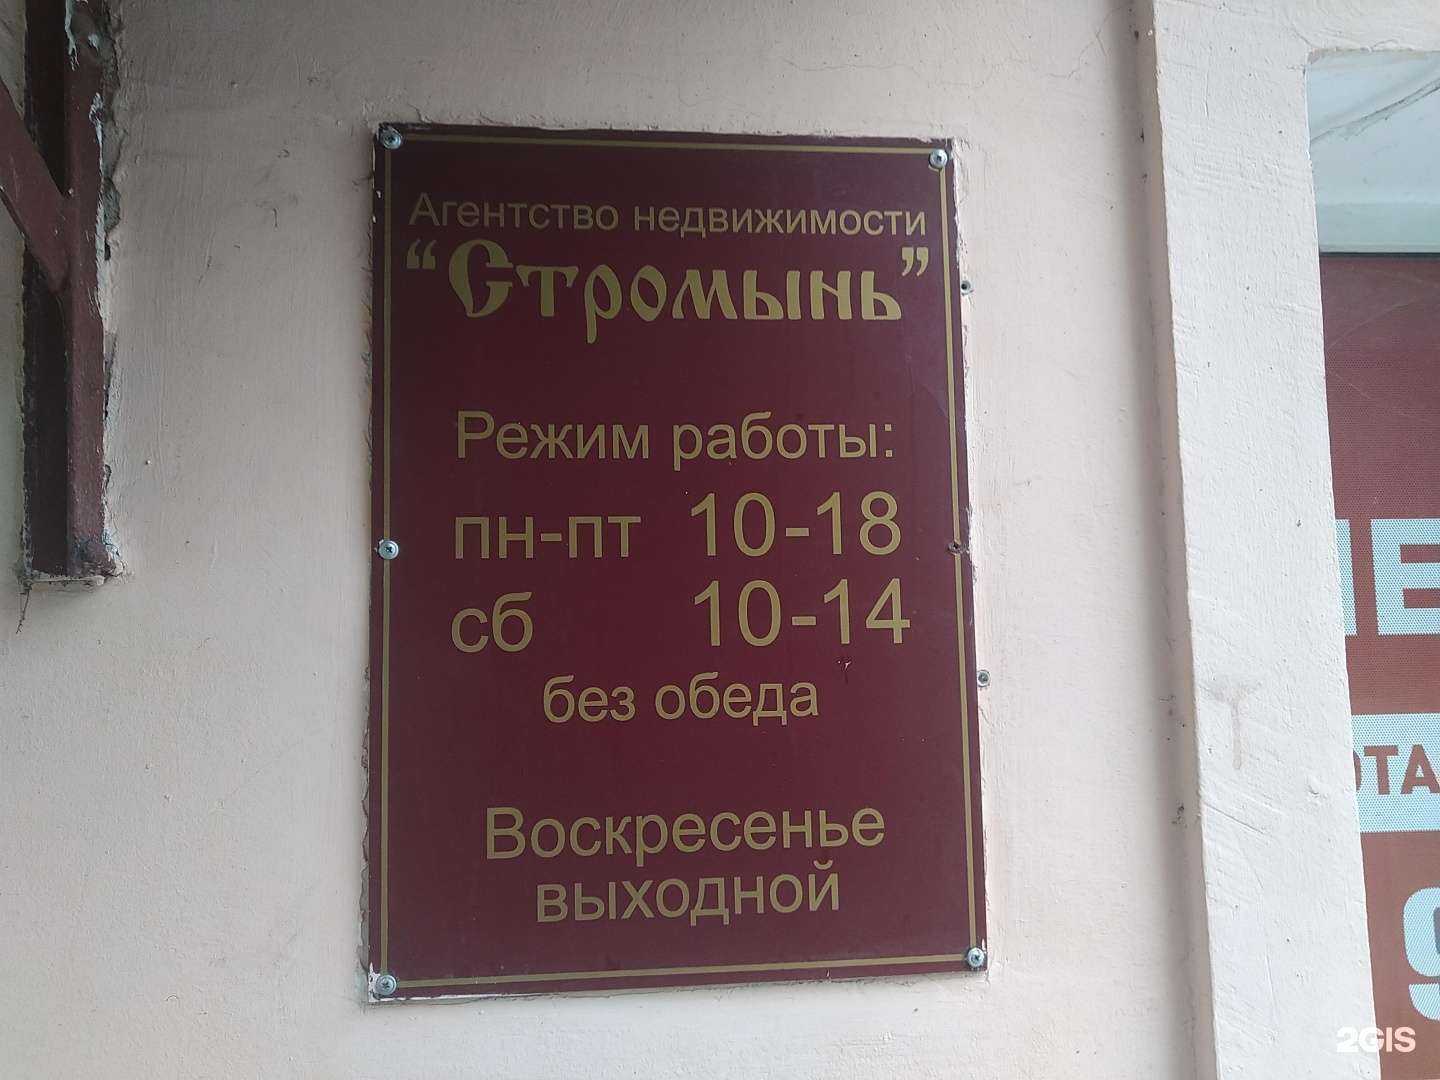 Агентство недвижимости
“Стромынь”
Режим работы:
пн-пт 10-18
сб 10-14
без обеда
Воскресенье
выходной
2GIS